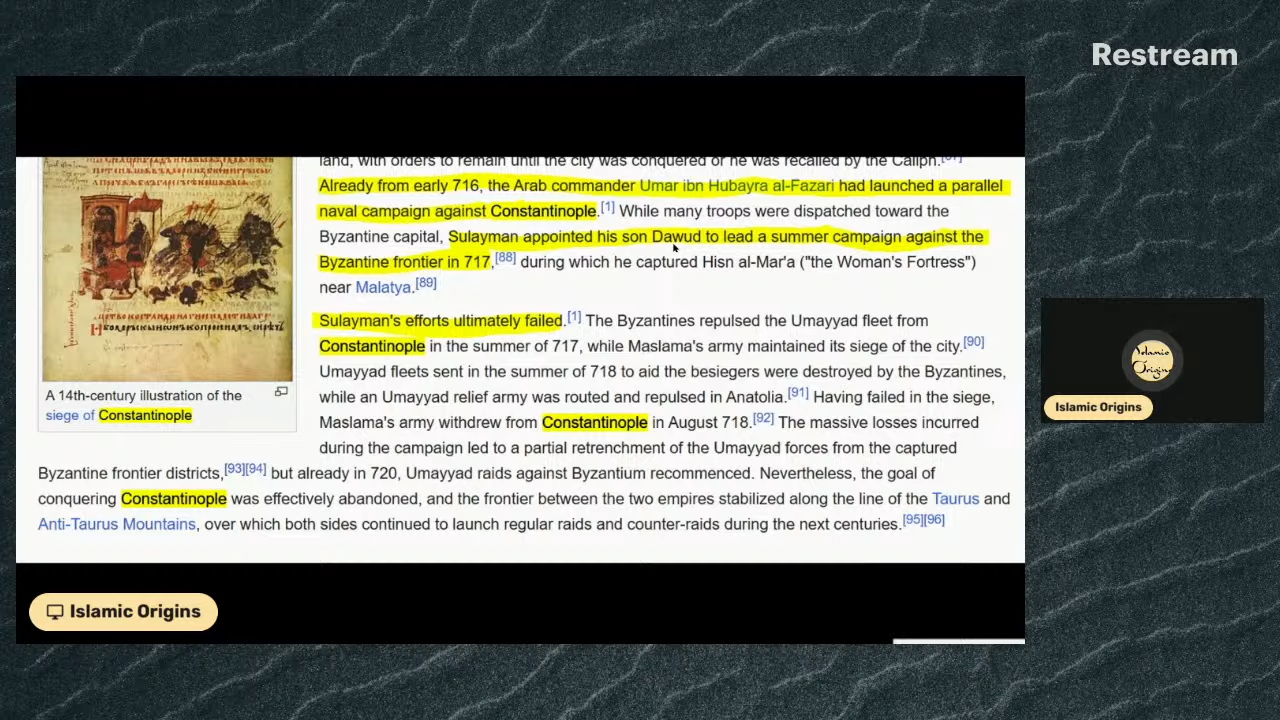 Restream
land, with orders to remain until the city was conquered or he was recalled by the Caliph.[87]
Already from early 716, the Arab commander Umar ibn Hubayra al-Fazari had launched a parallel
naval campaign against Constantinople.[1] While many troops were dispatched toward the
Byzantine capital, Sulayman appointed his son Dawud to lead a summer campaign against the
Byzantine frontier in 717,[88] during which he captured Hisn al-Mar'a ("the Woman's Fortress")
near Malatya.[89]
Sulayman's efforts ultimately failed.[1] The Byzantines repulsed the Umayyad fleet from
Constantinople in the summer of 717, while Maslama's army maintained its siege of the city.[90]
Umayyad fleets sent in the summer of 718 to aid the besiegers were destroyed by the Byzantines,
while an Umayyad relief army was routed and repulsed in Anatolia.[91] Having failed in the siege,
Maslama's army withdrew from Constantinople in August 718.[92] The massive losses incurred
during the campaign led to a partial retrenchment of the Umayyad forces from the captured
Byzantine frontier districts,[93][94] but already in 720, Umayyad raids against Byzantium recommenced. Nevertheless, the goal of
conquering Constantinople was effectively abandoned, and the frontier between the two empires stabilized along the line of the Taurus and
Anti-Taurus Mountains, over which both sides continued to launch regular raids and counter-raids during the next centuries.[95][96]
A 14th-century illustration of the
siege of Constantinople
Islamic
Origins
Islamic Origins
Islamic Origins